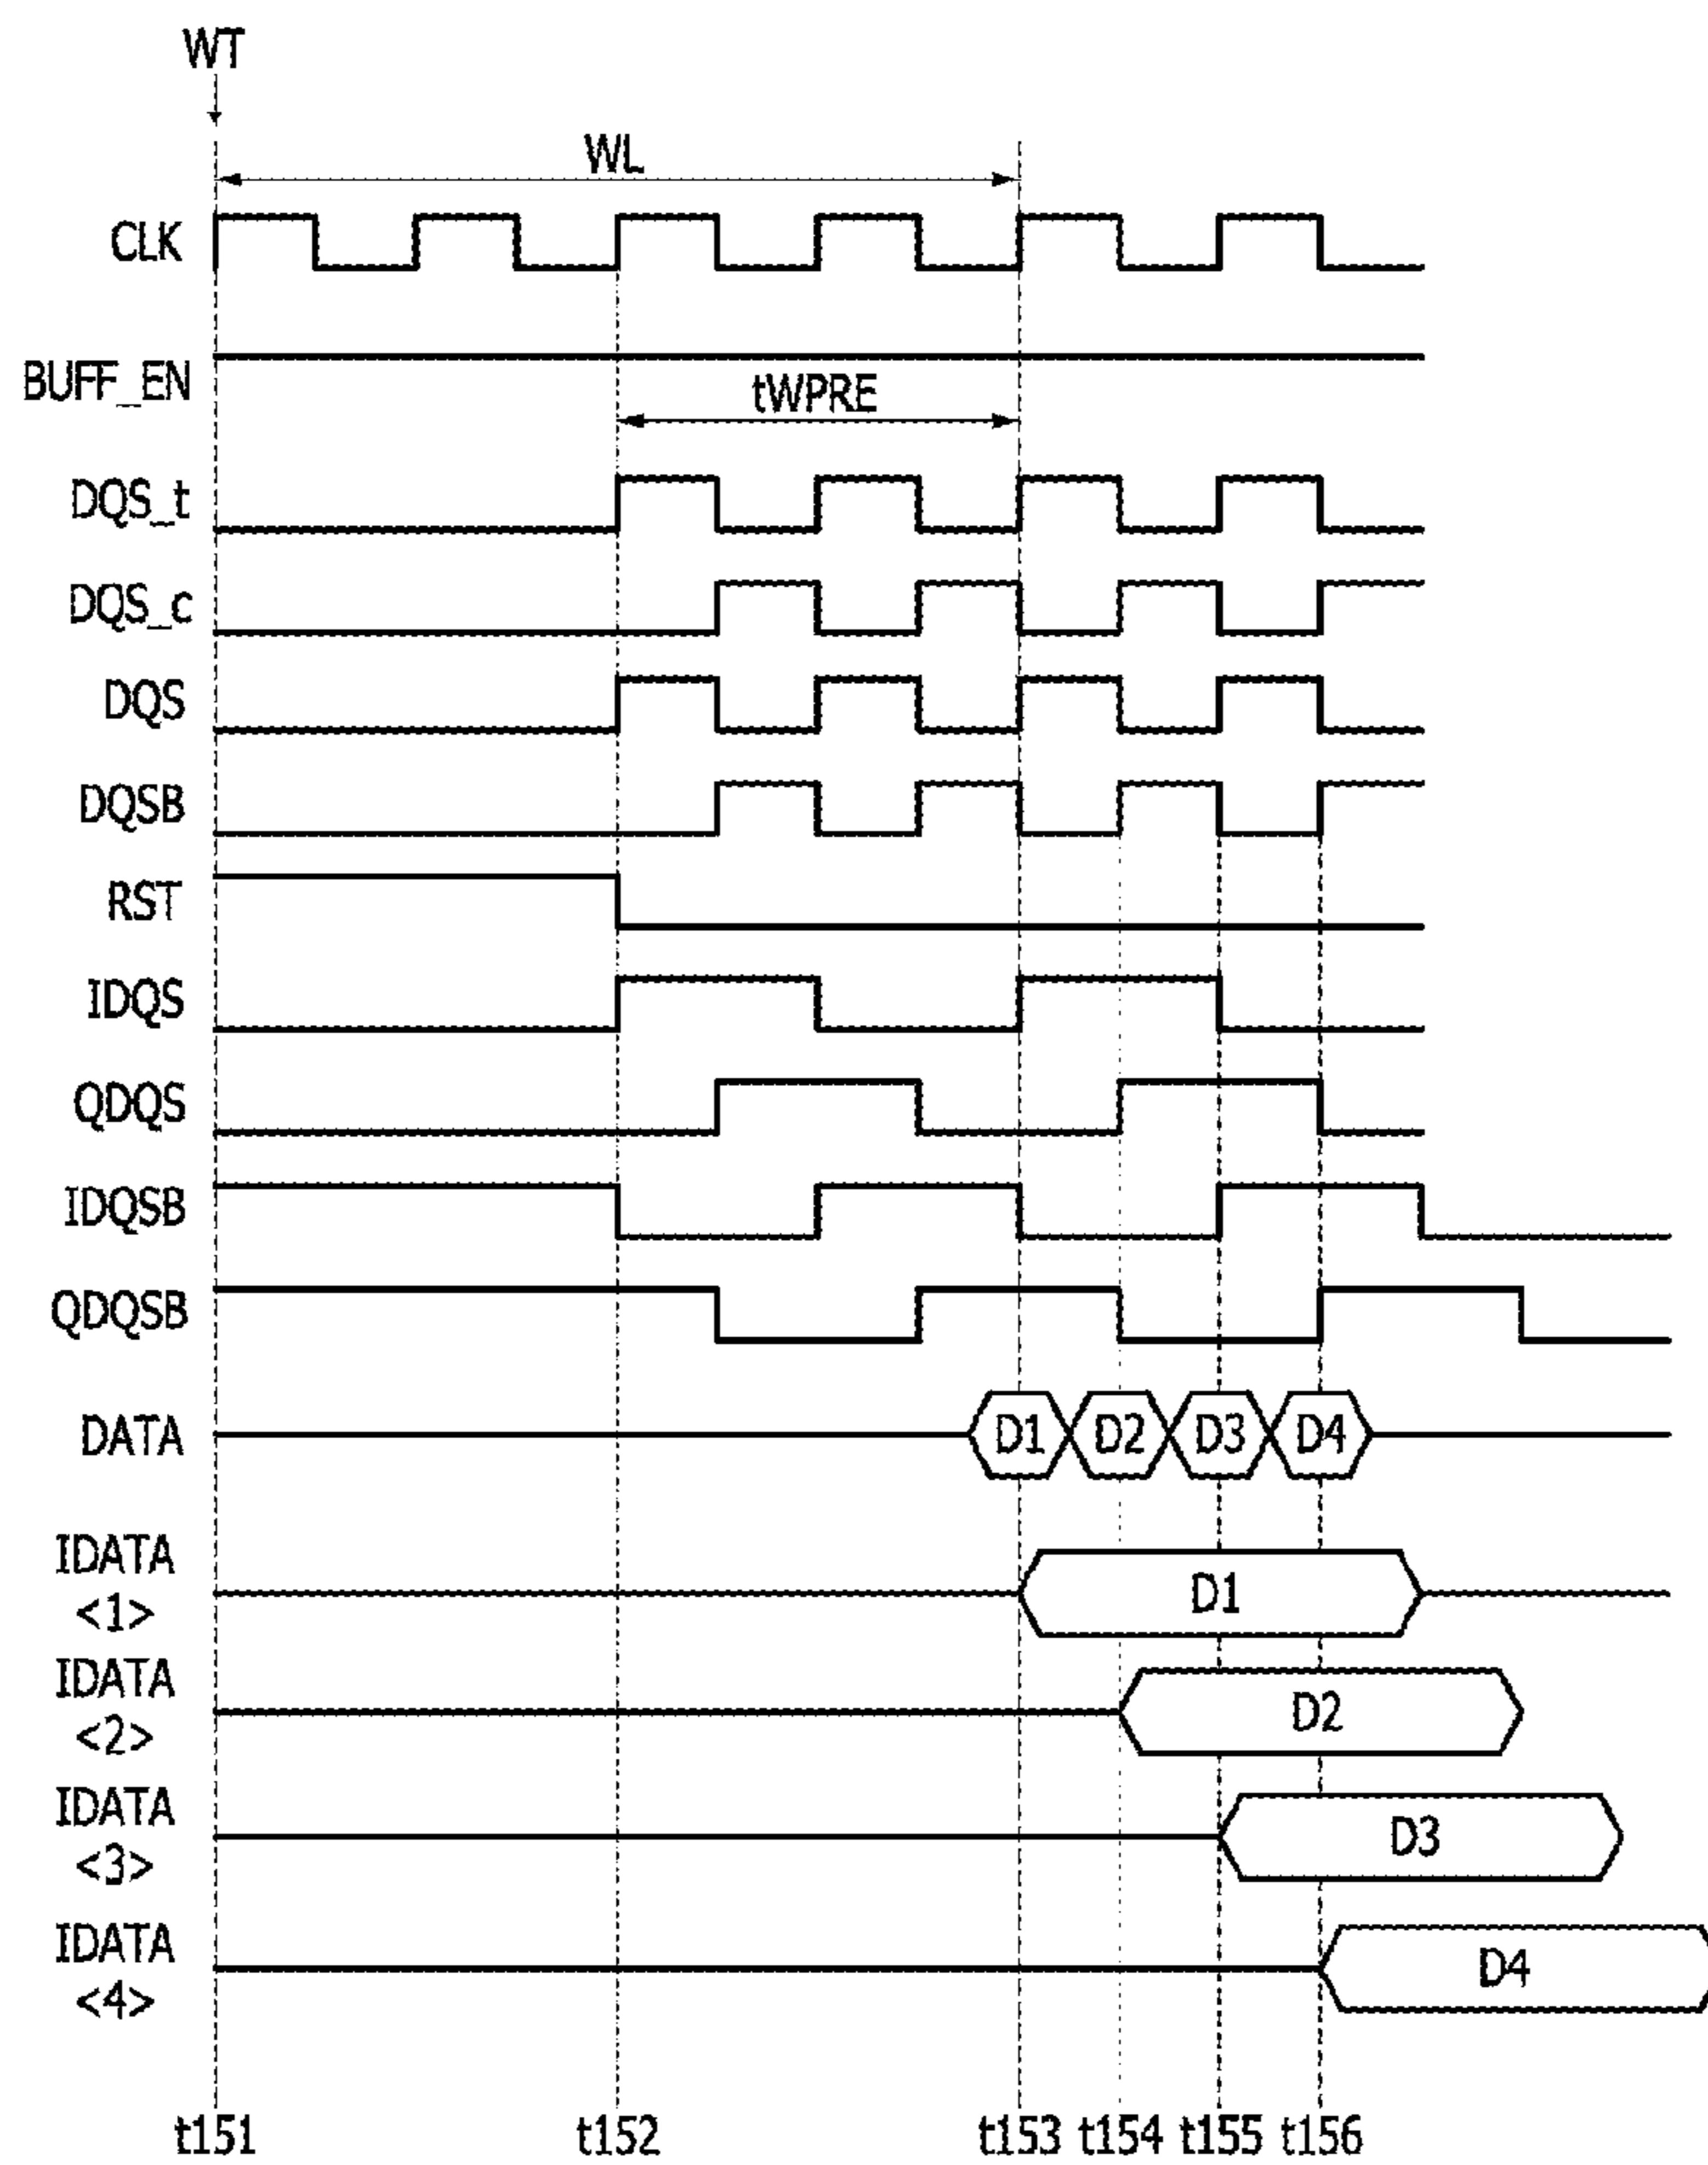 WT
WL
CLK
BUFF_EN
tWPRE
DQS_t
DQS_c
DQS
DQSB
RST
IDQS
QDQS
IDQSB
QDQSB
DATA D1 D2 D3 D4
IDATA
<1>
D1
IDATA
<2>
D2
IDATA
<3>
D3
IDATA
<4>
D4
t151 t152 t153 t154 t155 t156